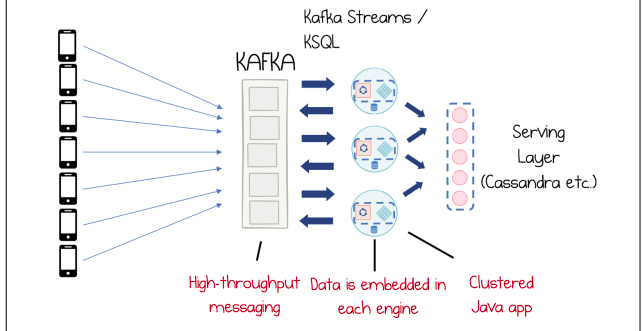 Kafka Streams /
KSQL
KAFKA
Serving
Layer
(Cassandra etc.)
High-throughput
messaging
Data is embedded in
each engine
Clustered
Java app